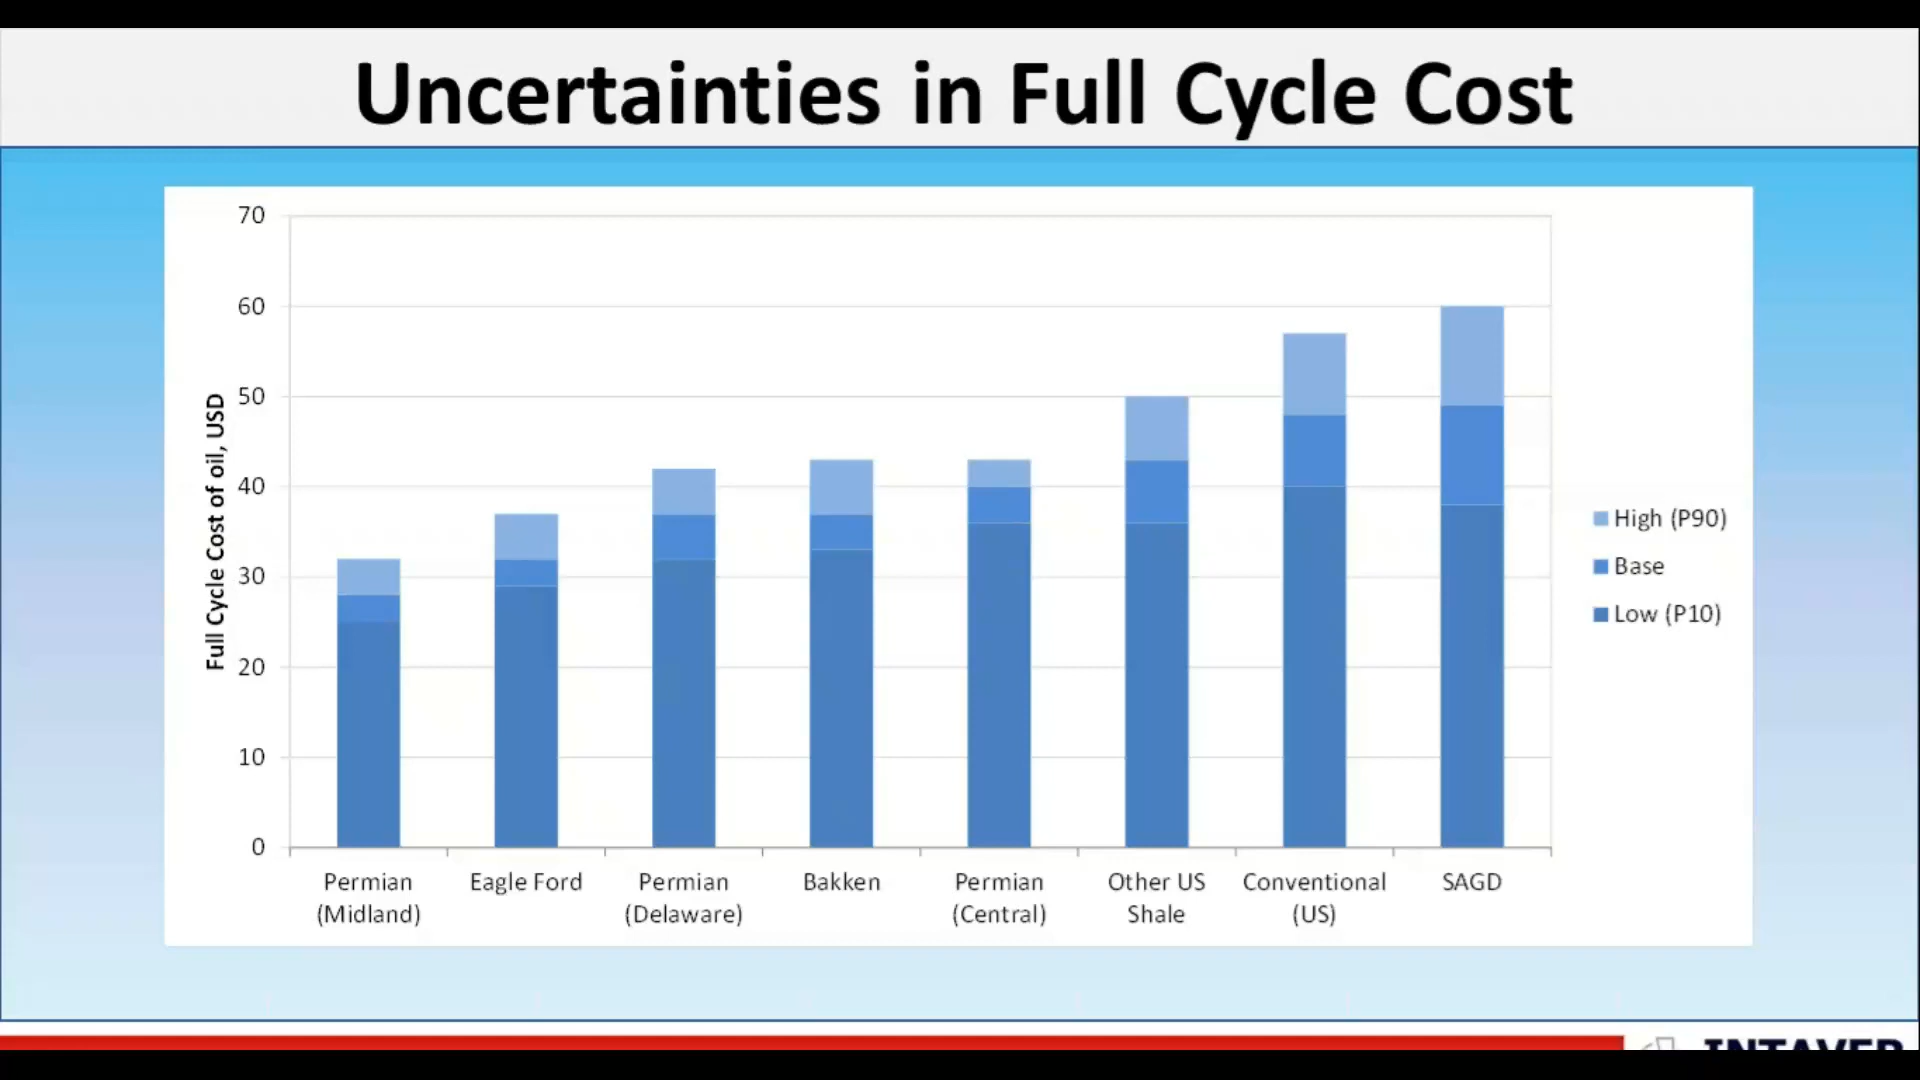 Uncertainties in Full Cycle Cost
70
60
50
40
30
20
10
0
Full Cycle Cost of oil, USD
Permian
(Midland)
Eagle Ford
Permian
(Delaware)
Bakken
Permian
(Central)
Other US
Shale
Conventional
(US)
SAGD
High (P90)
Base
Low (P10)
INTAVER